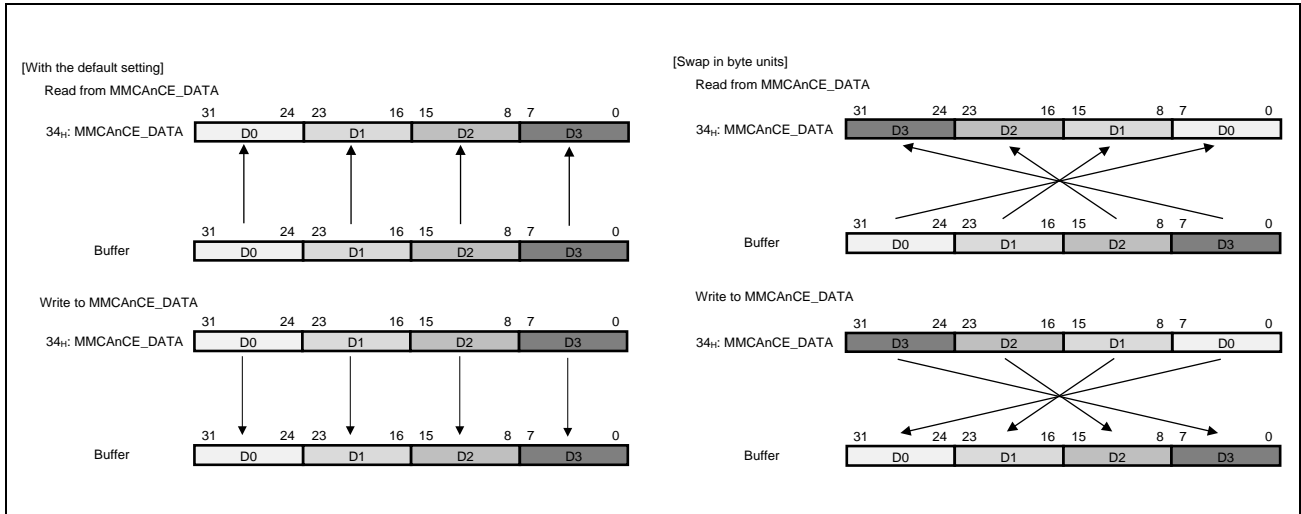 [With the default setting]
Read from MMCAnCE_DATA
31 24 23 16 15 8 7 0
34H: MMCAnCE_DATA D0 D1 D2 D3
31 24 23 16 15 8 7 0
Buffer D0 D1 D2 D3
Write to MMCAnCE_DATA
31 24 23 16 15 8 7 0
34H: MMCAnCE_DATA D0 D1 D2 D3
31 24 23 16 15 8 7 0
Buffer D0 D1 D2 D3
[Swap in byte units]
Read from MMCAnCE_DATA
31 24 23 16 15 8 7 0
34H: MMCAnCE_DATA D3 D2 D1 D0
31 24 23 16 15 8 7 0
Buffer D0 D1 D2 D3
Write to MMCAnCE_DATA
31 24 23 16 15 8 7 0
34H: MMCAnCE_DATA D3 D2 D1 D0
31 24 23 16 15 8 7 0
Buffer D0 D1 D2 D3